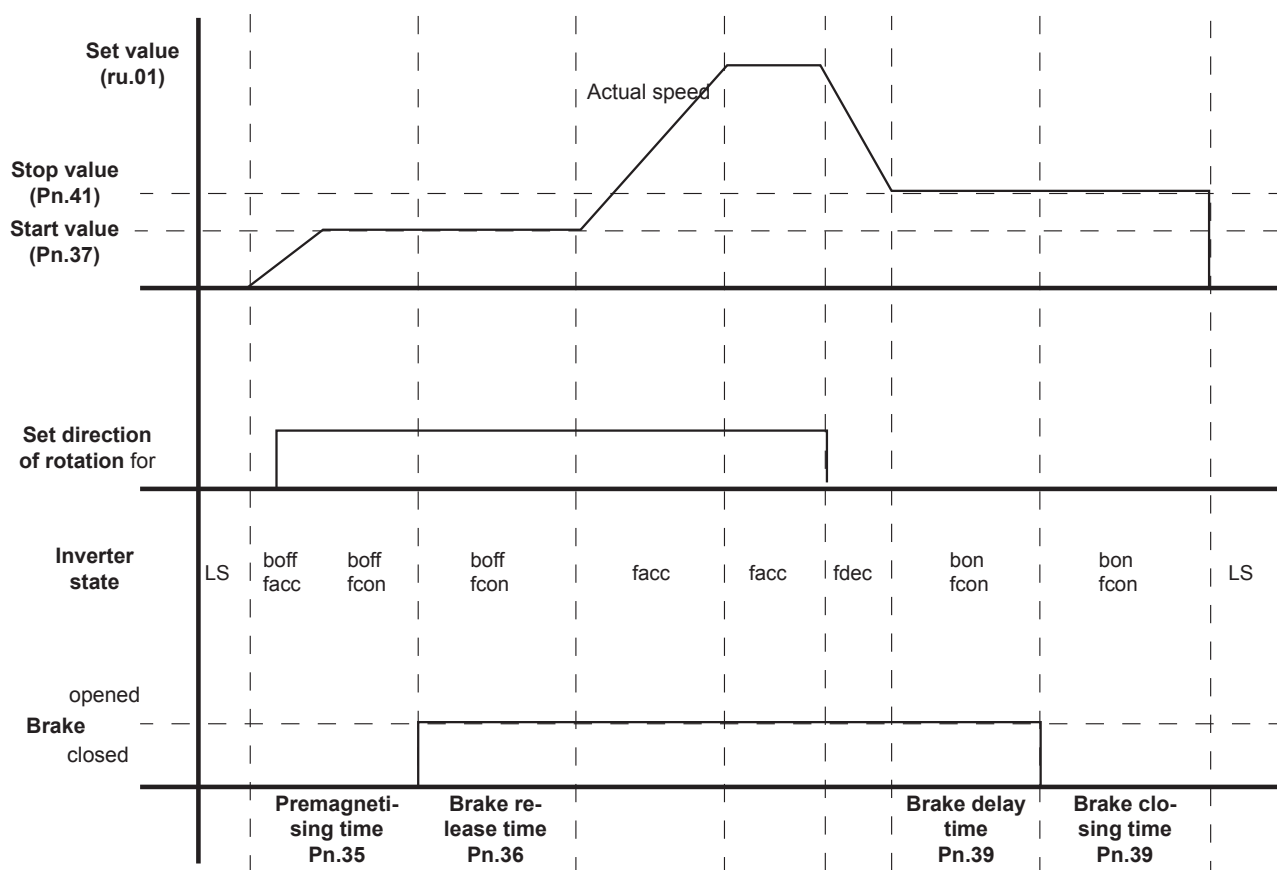 Set value
(ru.01)
Actual speed
Stop value
(Pn.41)
Start value
(Pn.37)
Set direction
of rotation for
Inverter
state
LS
boff
facc
boff
fcon
boff
fcon
facc
facc
fdec
bon
fcon
bon
fcon
LS
opened
Brake
closed
Premagneti-
sing time
Pn.35
Brake re-
lease time
Pn.36
Brake delay
time
Pn.39
Brake clo-
sing time
Pn.39